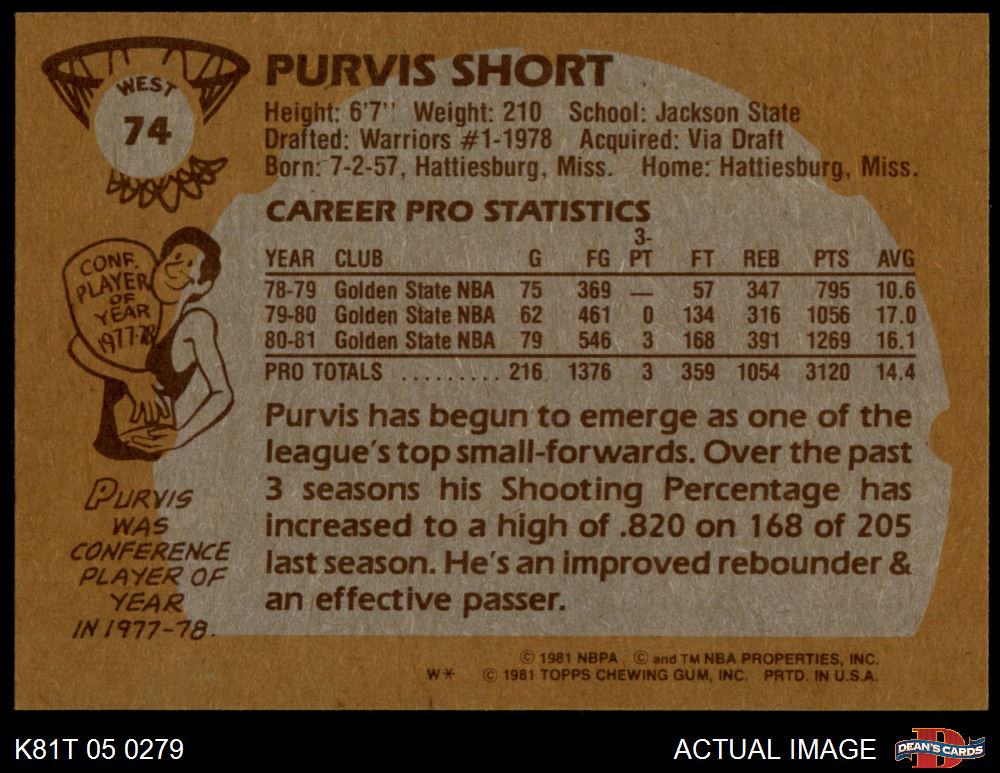 WEST
74
PURVIS SHORT
Height: 6'7'' Weight: 210 School: Jackson State
Drafted: Warriors #1-1978 Acquired: Via Draft
Born: 7-2-57, Hattiesburg, Miss. Home: Hattiesburg, Miss.
CAREER PRO STATISTICS
YEAR CLUB G FG 3-PT FT REB PTS AVG
78-79 Golden State NBA 75 369 — 57 347 795 10.6
79-80 Golden State NBA 62 461 0 134 316 1056 17.0
80-81 Golden State NBA 79 546 3 168 391 1269 16.1
PRO TOTALS ......... 216 1376 3 359 1054 3120 14.4
CONF.
PLAYER
OF
YEAR
1977-78
PURVIS
WAS
CONFERENCE
PLAYER OF
YEAR
IN 1977-78.
Purvis has begun to emerge as one of the
league's top small-forwards. Over the past
3 seasons his Shooting Percentage has
increased to a high of .820 on 168 of 205
last season. He's an improved rebounder &
an effective passer.
© 1981 NBPA © and TM NBA PROPERTIES, INC.
W* © 1981 TOPPS CHEWING GUM, INC. PRTD. IN U.S.A.
K81T 05 0279
ACTUAL IMAGE
D
DEAN'S CARDS